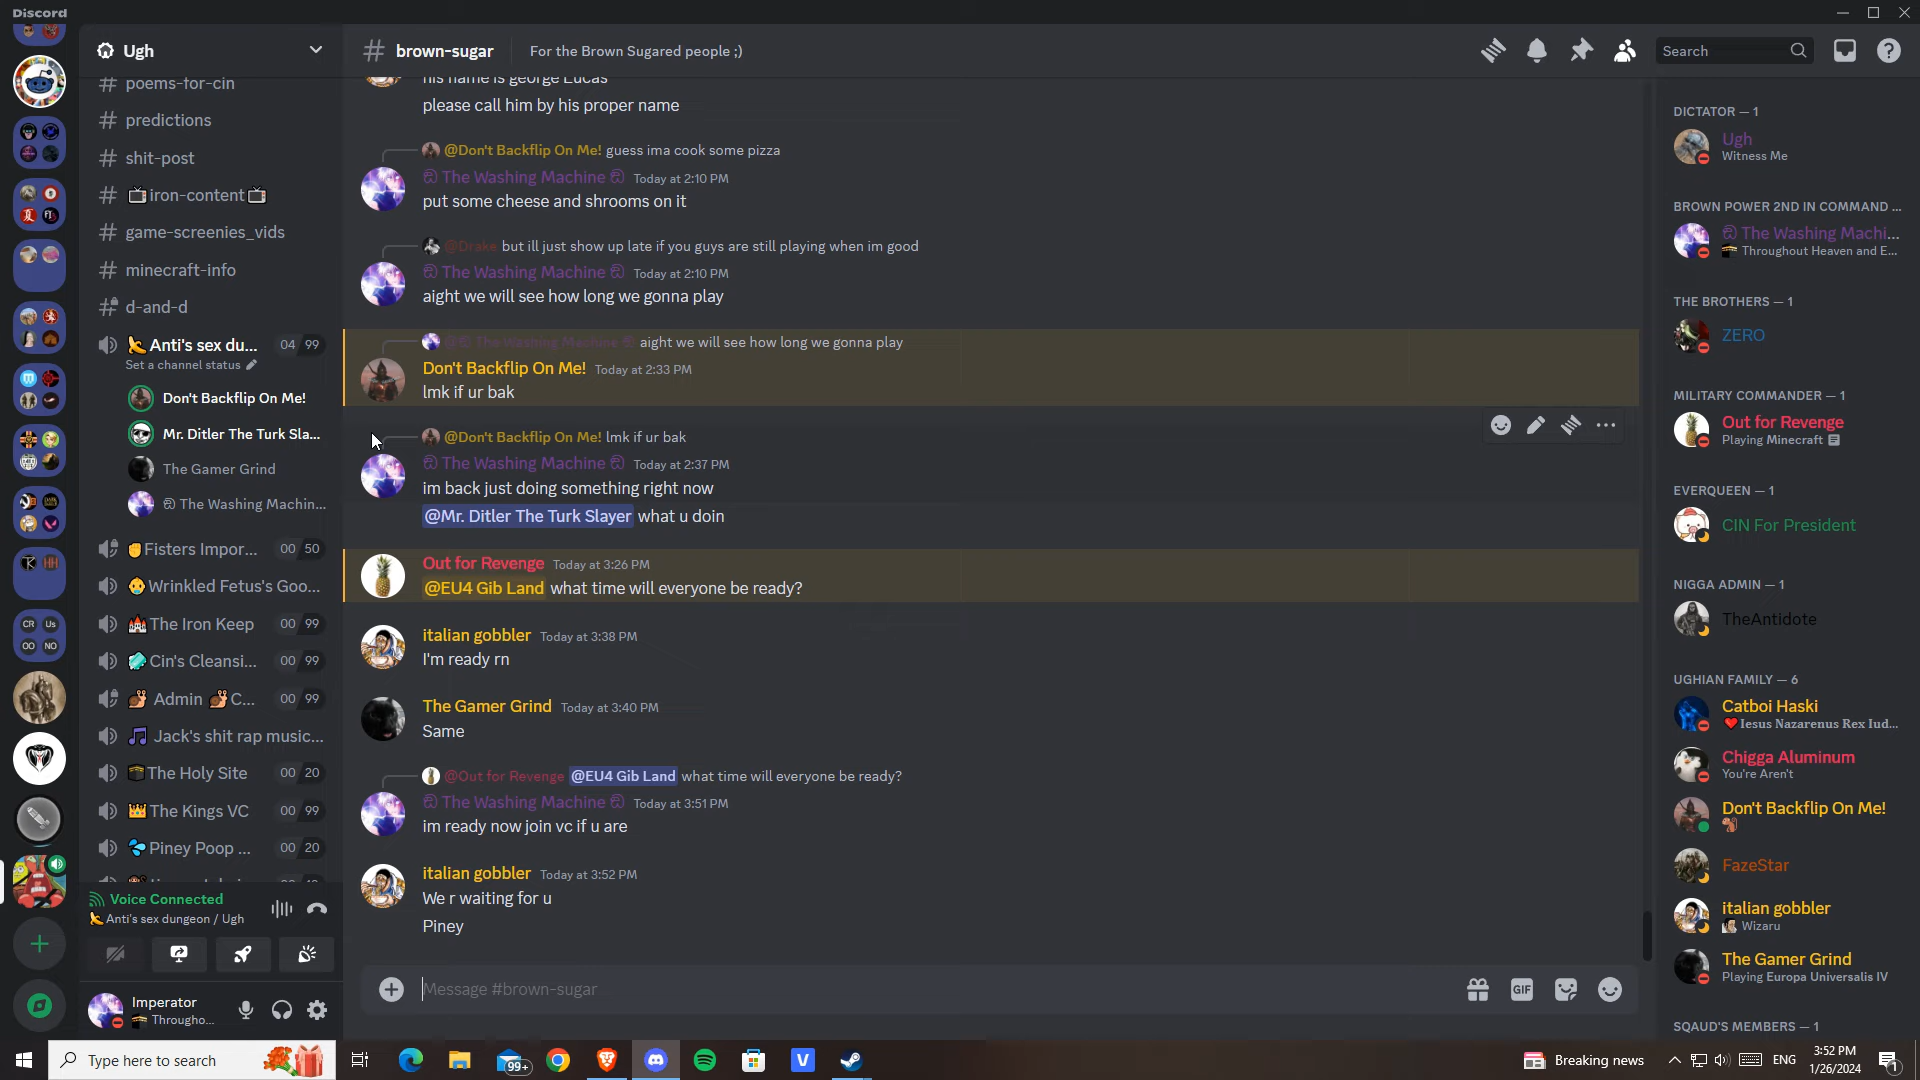 Discord
Ugh
poems-for-cin
predictions
shit-post
iron-content
game-screenies_vids
minecraft-info
d-and-d
Anti's sex du... 04 99
Set a channel status
Don't Backflip On Me!
Mr. Ditler The Turk Sla...
The Gamer Grind
The Washing Machin...
Fisters Impor... 00 50
Wrinkled Fetus's Goo...
The Iron Keep 00 99
Cin's Cleansi... 00 99
Admin C... 00 99
Jack's shit rap music...
The Holy Site 00 20
The Kings VC 00 99
Piney Poop ... 00 20
Voice Connected
Anti's sex dungeon / Ugh
Imperator
Througho...
# brown-sugar For the Brown Sugared people ;)
Search
his name is george Lucas
please call him by his proper name
@Don't Backflip On Me! guess ima cook some pizza
The Washing Machine Today at 2:10 PM
put some cheese and shrooms on it
@Drake but ill just show up late if you guys are still playing when im good
The Washing Machine Today at 2:10 PM
aight we will see how long we gonna play
@ The Washing Machine aight we will see how long we gonna play
Don't Backflip On Me! Today at 2:33 PM
lmk if ur bak
@Don't Backflip On Me! lmk if ur bak
The Washing Machine Today at 2:37 PM
im back just doing something right now
@Mr. Ditler The Turk Slayer what u doin
Out for Revenge Today at 3:26 PM
@EU4 Gib Land what time will everyone be ready?
italian gobbler Today at 3:38 PM
I'm ready rn
The Gamer Grind Today at 3:40 PM
Same
@Out for Revenge @EU4 Gib Land what time will everyone be ready?
The Washing Machine Today at 3:51 PM
im ready now join vc if u are
italian gobbler Today at 3:52 PM
We r waiting for u
Piney
Message #brown-sugar
GIF
DICTATOR — 1
Ugh
Witness Me
BROWN POWER 2ND IN COMMAND ...
The Washing Machi...
Throughout Heaven and E...
THE BROTHERS — 1
ZERO
MILITARY COMMANDER — 1
Out for Revenge
Playing Minecraft
EVERQUEEN — 1
CIN For President
NIGGA ADMIN — 1
TheAntidote
UGHIAN FAMILY — 6
Catboi Haski
Iesus Nazarenus Rex Iud...
Chigga Aluminum
You're Aren't
Don't Backflip On Me!
FazeStar
italian gobbler
Wizaru
The Gamer Grind
Playing Europa Universalis IV
SQAUD'S MEMBERS — 1
CR Us
OO NO
Type here to search
99+
Breaking news
ENG
3:52 PM
1/26/2024
1